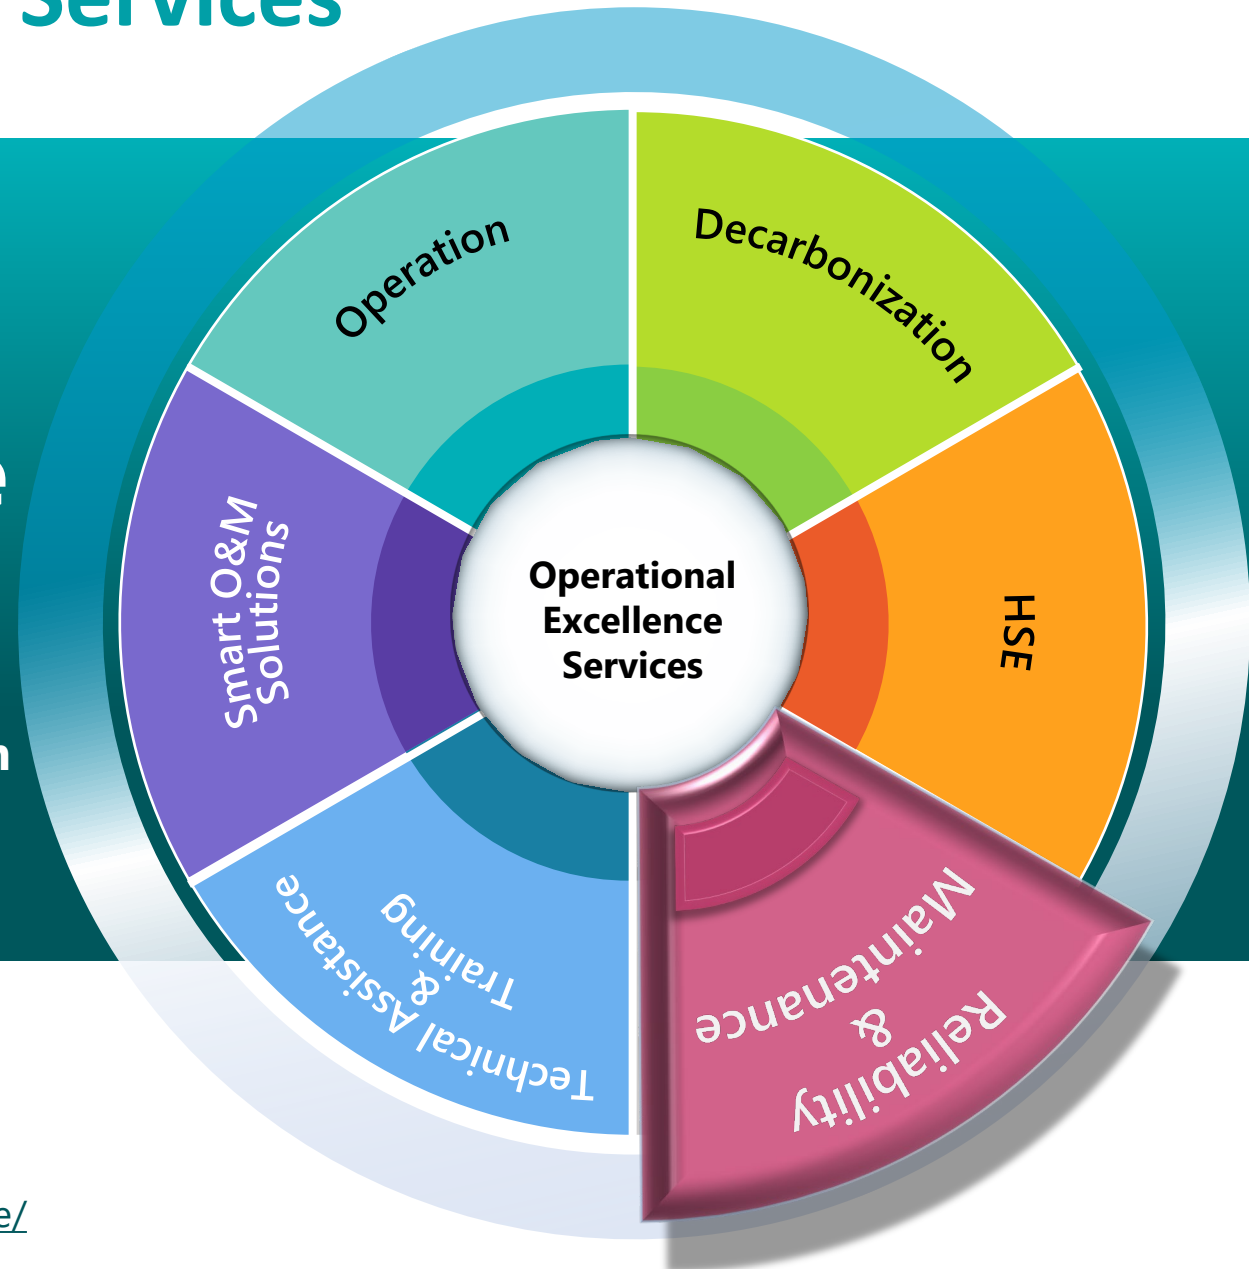 Services
Operation
Decarbonization
HSE
Maintenance
&
Reliability
Training
&
Technical Assistance
Smart O&M
Solutions
Operational
Excellence
Services
e
n
e/